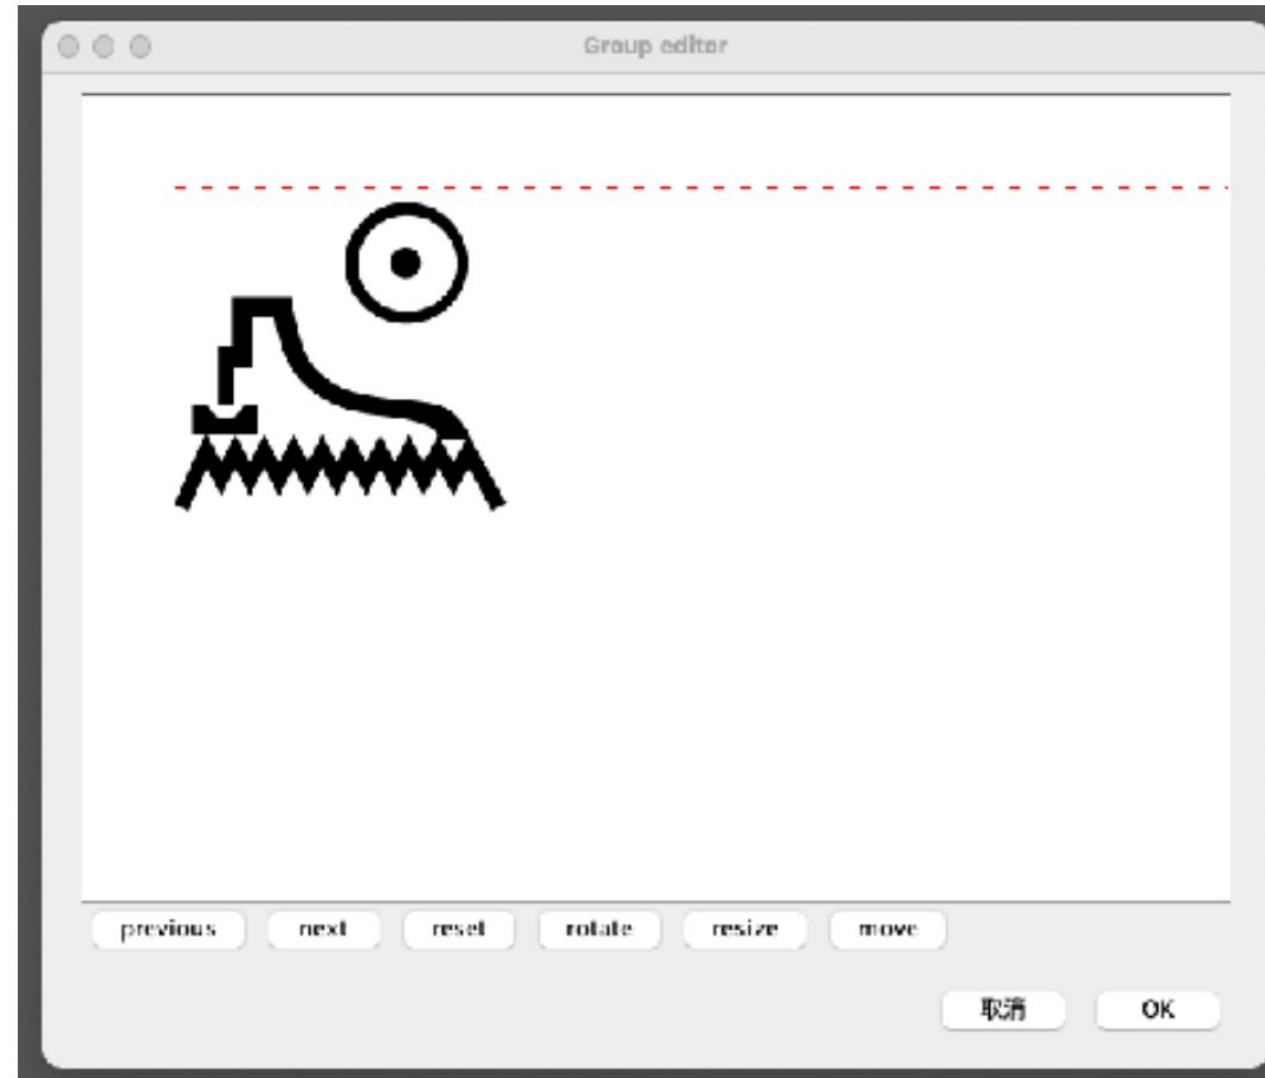 Group editor
𓇳
𓈖
previous next reset rotate resize move
取消 OK